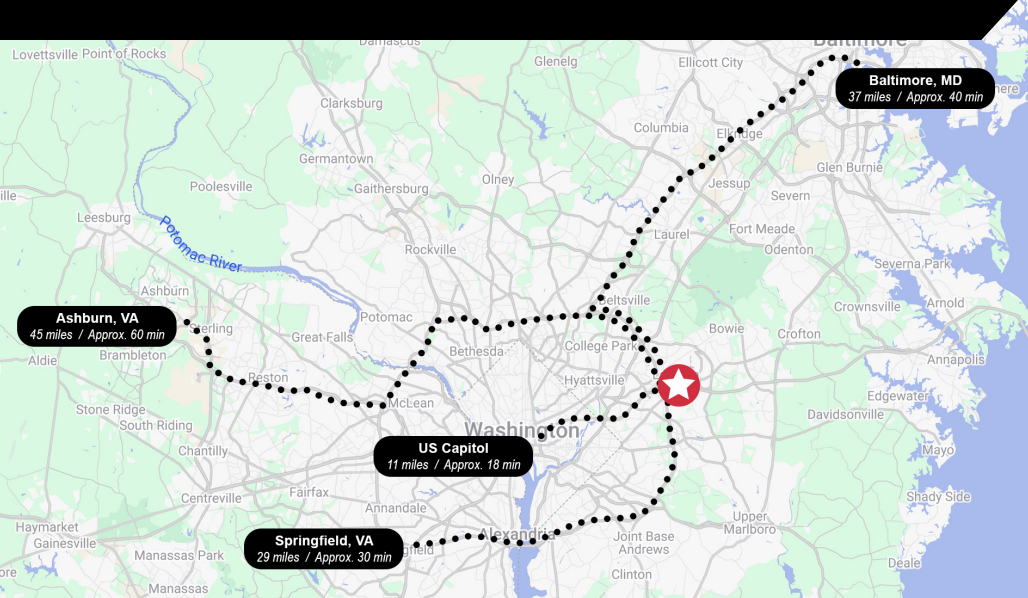 Damascus
Baltimore
Lovettsville
Point of Rocks
Glenelg
Ellicott City
Baltimore, MD
37 miles / Approx. 40 min
Clarksburg
Columbia
Elkridge
Germantown
Glen Burnie
Poolesville
Gaithersburg
Olney
Jessup
Severn
Leesburg
Laurel
Fort Meade
Potomac River
Rockville
Odenton
Severna Park
Ashburn
Beltsville
Crownsville
Arnold
Ashburn, VA
45 miles / Approx. 60 min
Sterling
Potomac
Great Falls
Bowie
Crofton
Aldie
Brambleton
Bethesda
College Park
Annapolis
Reston
Hyattsville
Edgewater
Stone Ridge
McLean
Davidsonville
South Riding
Washington
US Capitol
11 miles / Approx. 18 min
Chantilly
Mayo
Centreville
Fairfax
Annandale
Shady Side
Haymarket
Gainesville
Upper
Marlboro
Springfield, VA
29 miles / Approx. 30 min
Alexandria
Joint Base
Andrews
Manassas Park
Deale
Clinton
Manassas